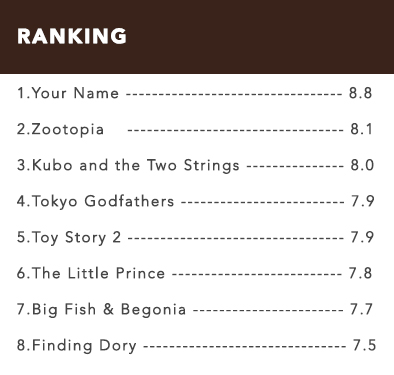 RANKING
1.Your Name --------------------------------- 8.8
2.Zootopia --------------------------------- 8.1
3.Kubo and the Two Strings --------------- 8.0
4.Tokyo Godfathers ------------------------- 7.9
5.Toy Story 2 --------------------------------- 7.9
6.The Little Prince -------------------------- 7.8
7.Big Fish & Begonia ----------------------- 7.7
8.Finding Dory ------------------------------- 7.5